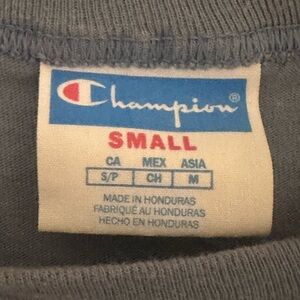 Champion®
SMALL
CA MEX ASIA
S/P CH M
MADE IN HONDURAS
FABRIQUÉ AU HONDURAS
HECHO EN HONDURAS